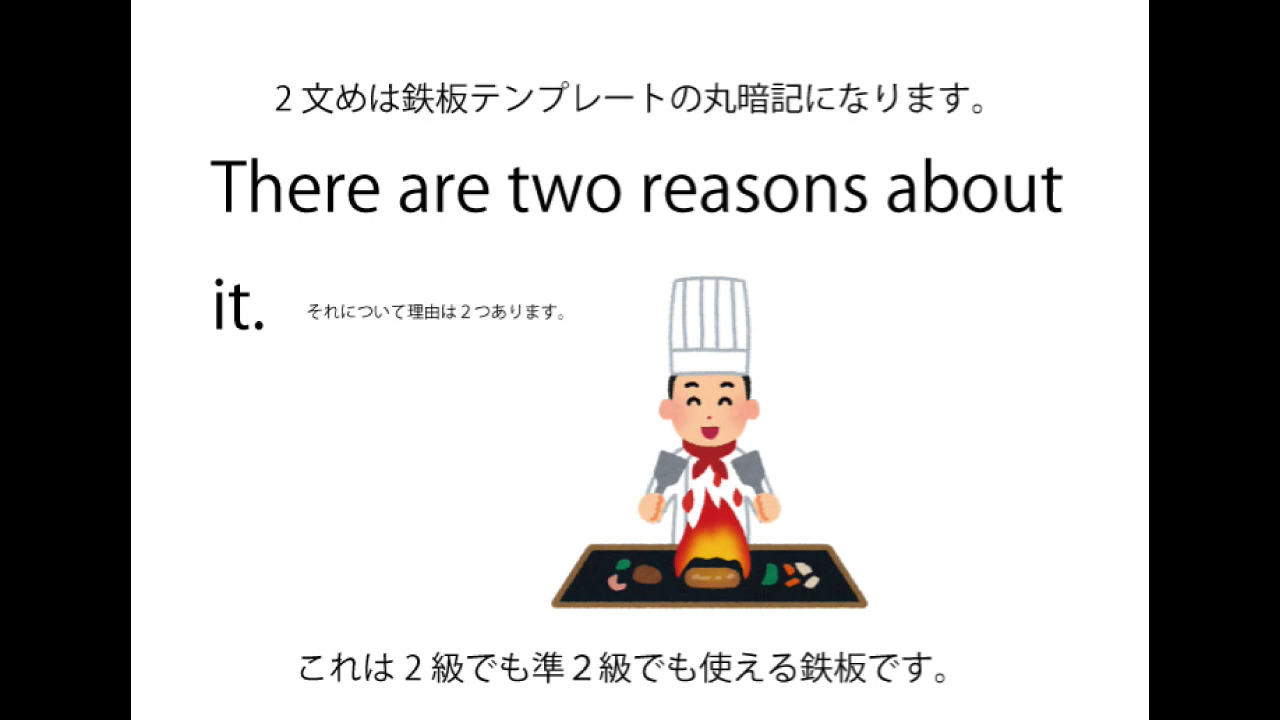 2 文めは鉄板テンプレートの丸暗記になります。
There are two reasons about
it. それについて理由は２つあります。
これは 2 級でも準２級でも使える鉄板です。